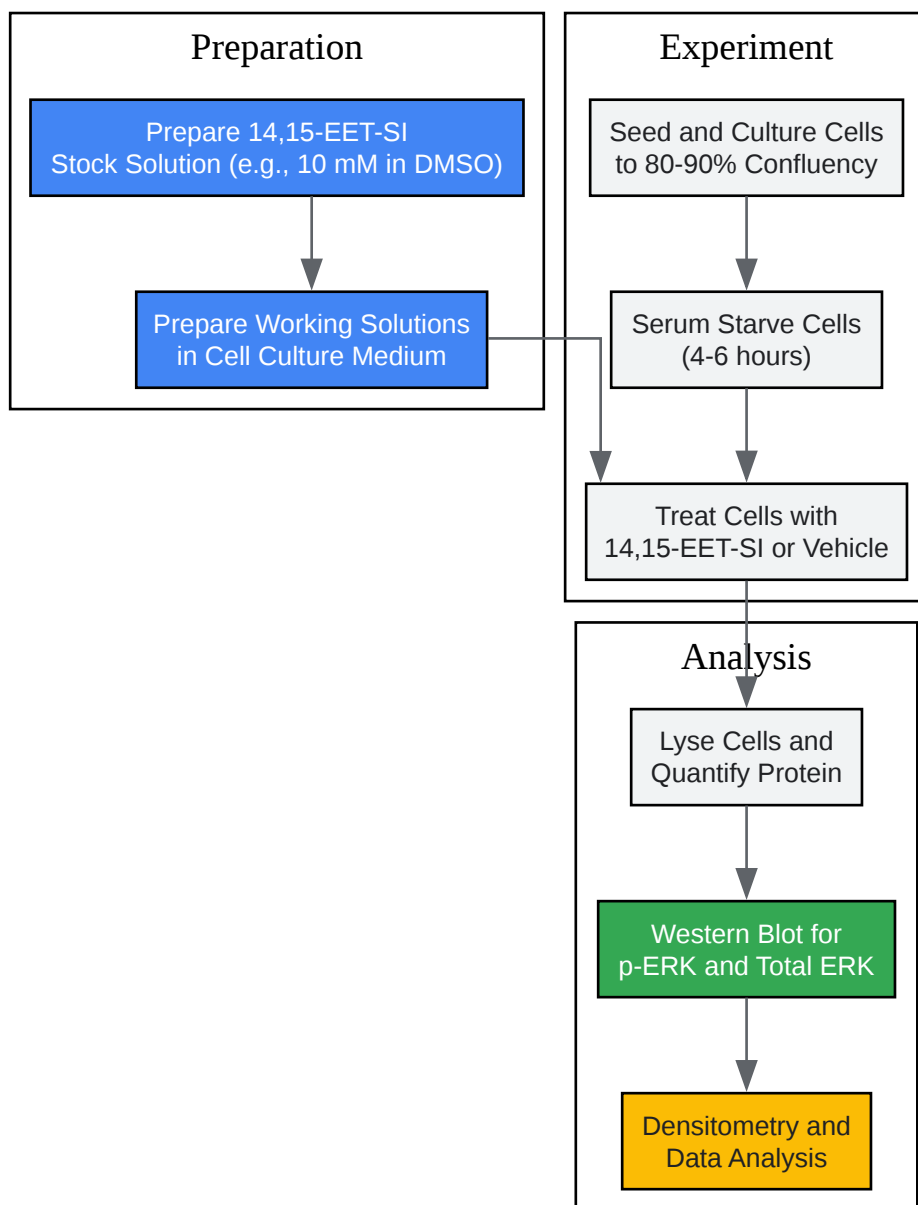 Preparation
Prepare 14,15-EET-SI
Stock Solution (e.g., 10 mM in DMSO)
Prepare Working Solutions
in Cell Culture Medium
Experiment
Seed and Culture Cells
to 80-90% Confluency
Serum Starve Cells
(4-6 hours)
Treat Cells with
14,15-EET-SI or Vehicle
Analysis
Lyse Cells and
Quantify Protein
Western Blot for
p-ERK and Total ERK
Densitometry and
Data Analysis